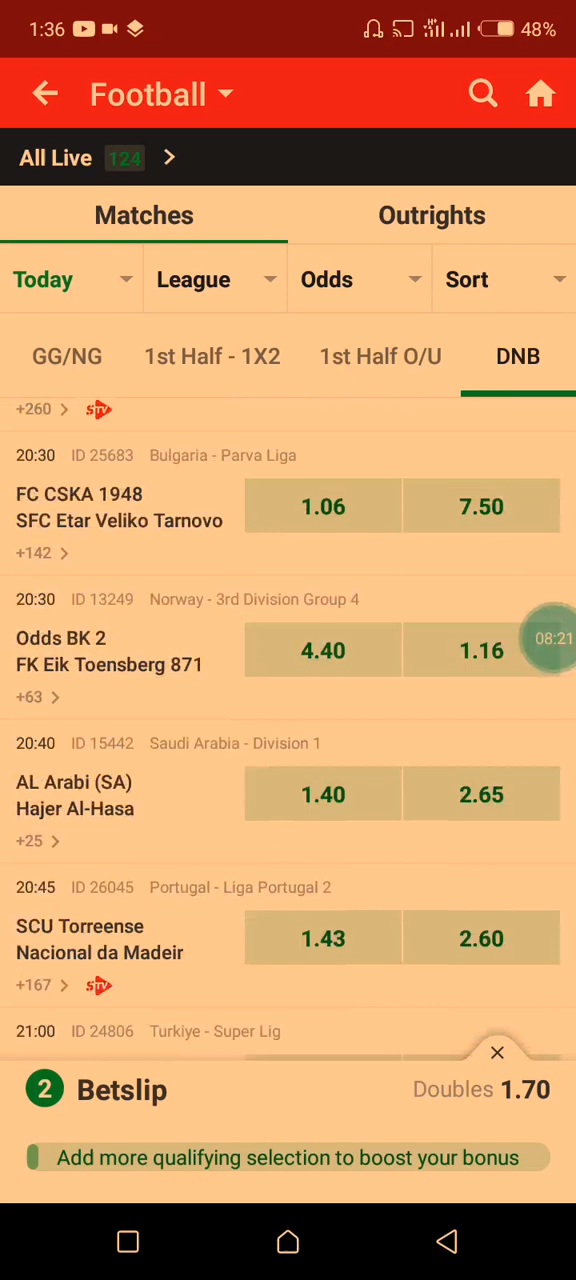 1:36 48%
Football
All Live 124
Matches Outrights
Today League Odds Sort
GG/NG 1st Half - 1X2 1st Half O/U DNB
+260 STV
20:30 ID 25683 Bulgaria - Parva Liga
FC CSKA 1948
SFC Etar Veliko Tarnovo
1.06 7.50
+142
20:30 ID 13249 Norway - 3rd Division Group 4
Odds BK 2
FK Eik Toensberg 871
4.40 1.16
08:21
+63
20:40 ID 15442 Saudi Arabia - Division 1
AL Arabi (SA)
Hajer Al-Hasa
1.40 2.65
+25
20:45 ID 26045 Portugal - Liga Portugal 2
SCU Torreense
Nacional da Madeir
1.43 2.60
+167 STV
21:00 ID 24806 Turkiye - Super Lig
2 Betslip Doubles 1.70
Add more qualifying selection to boost your bonus